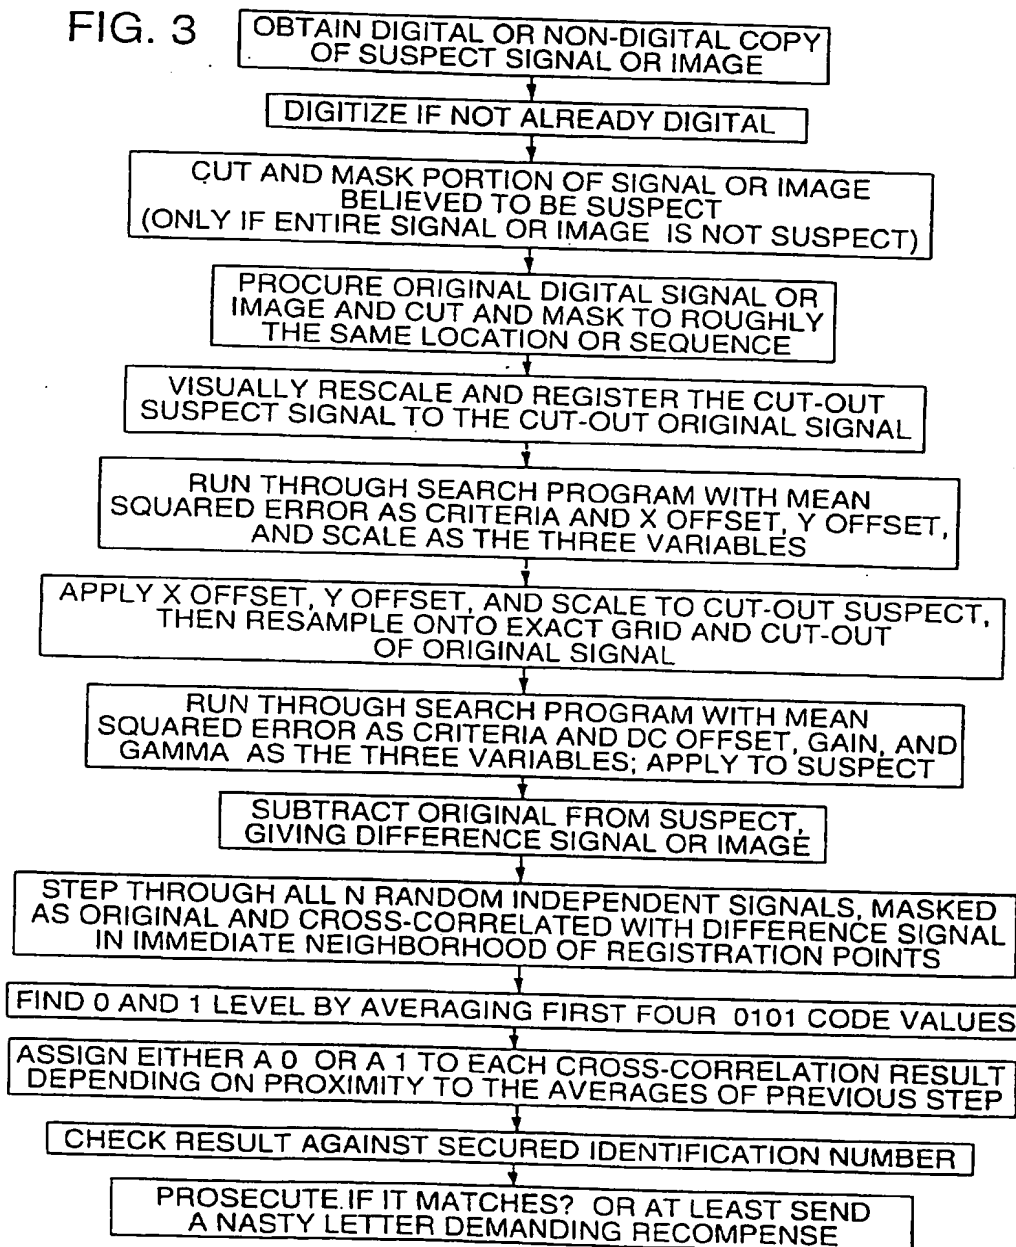 FIG. 3
OBTAIN DIGITAL OR NON-DIGITAL COPY
OF SUSPECT SIGNAL OR IMAGE
DIGITIZE IF NOT ALREADY DIGITAL
CUT AND MASK PORTION OF SIGNAL OR IMAGE
BELIEVED TO BE SUSPECT
(ONLY IF ENTIRE SIGNAL OR IMAGE IS NOT SUSPECT)
PROCURE ORIGINAL DIGITAL SIGNAL OR
IMAGE AND CUT AND MASK TO ROUGHLY
THE SAME LOCATION OR SEQUENCE
VISUALLY RESCALE AND REGISTER THE CUT-OUT
SUSPECT SIGNAL TO THE CUT-OUT ORIGINAL SIGNAL
RUN THROUGH SEARCH PROGRAM WITH MEAN
SQUARED ERROR AS CRITERIA AND X OFFSET, Y OFFSET,
AND SCALE AS THE THREE VARIABLES
APPLY X OFFSET, Y OFFSET, AND SCALE TO CUT-OUT SUSPECT,
THEN RESAMPLE ONTO EXACT GRID AND CUT-OUT
OF ORIGINAL SIGNAL
RUN THROUGH SEARCH PROGRAM WITH MEAN
SQUARED ERROR AS CRITERIA AND DC OFFSET, GAIN, AND
GAMMA AS THE THREE VARIABLES; APPLY TO SUSPECT
SUBTRACT ORIGINAL FROM SUSPECT,
GIVING DIFFERENCE SIGNAL OR IMAGE
STEP THROUGH ALL N RANDOM INDEPENDENT SIGNALS, MASKED
AS ORIGINAL AND CROSS-CORRELATED WITH DIFFERENCE SIGNAL
IN IMMEDIATE NEIGHBORHOOD OF REGISTRATION POINTS
FIND 0 AND 1 LEVEL BY AVERAGING FIRST FOUR 0101 CODE VALUES
ASSIGN EITHER A 0 OR A 1 TO EACH CROSS-CORRELATION RESULT
DEPENDING ON PROXIMITY TO THE AVERAGES OF PREVIOUS STEP
CHECK RESULT AGAINST SECURED IDENTIFICATION NUMBER
PROSECUTE IF IT MATCHES? OR AT LEAST SEND
A NASTY LETTER DEMANDING RECOMPENSE